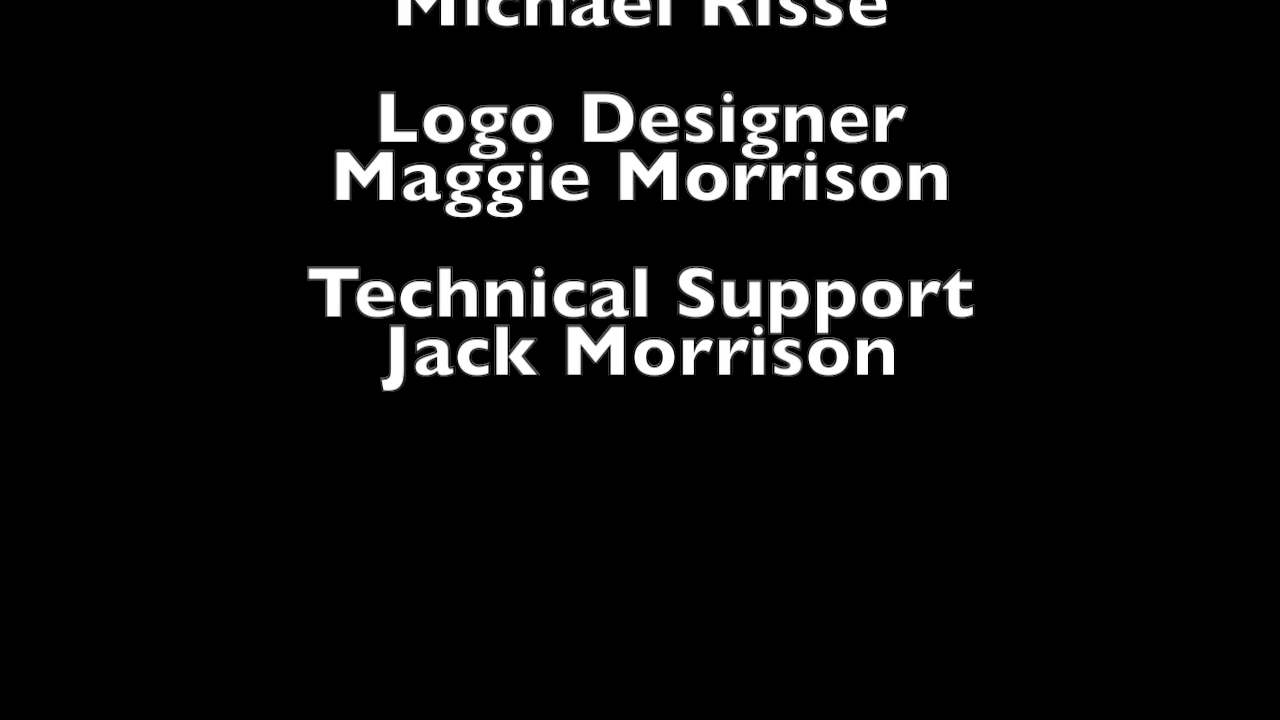 Michael Risse
Logo Designer
Maggie Morrison
Technical Support
Jack Morrison